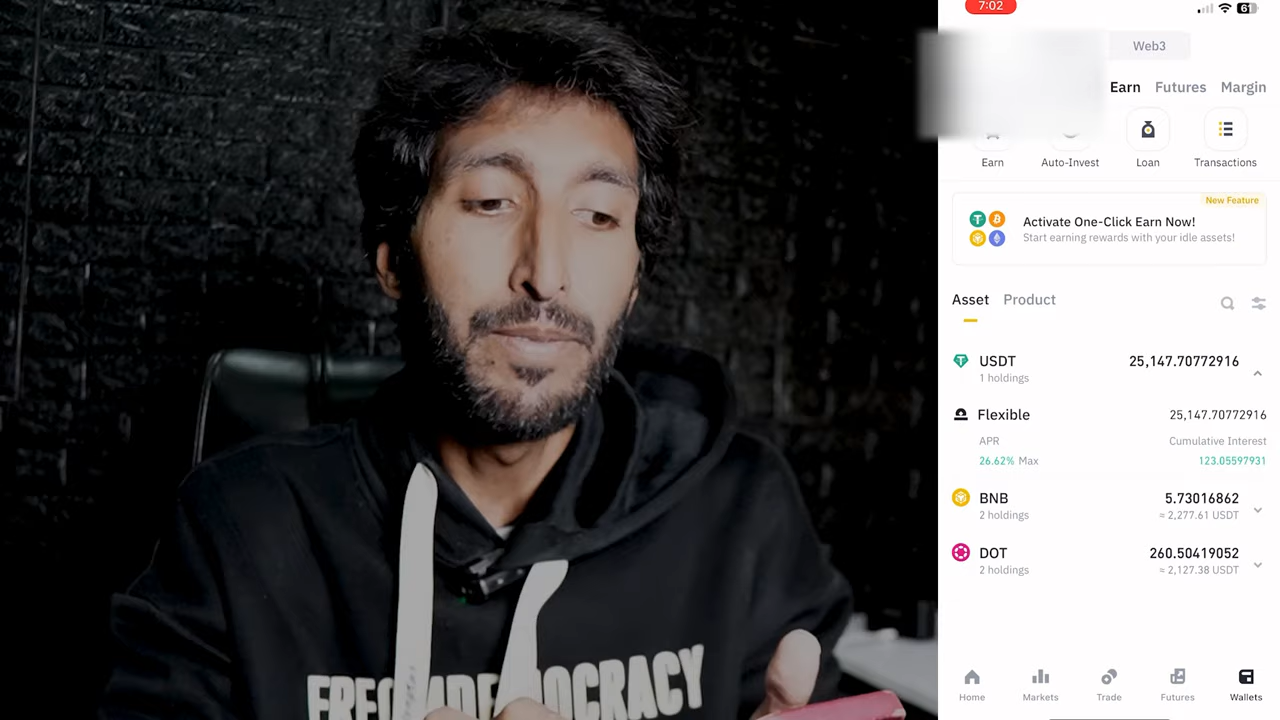 7:02
61
Web3
Earn Futures Margin
Earn Auto-Invest Loan Transactions
New Feature
Activate One-Click Earn Now!
Start earning rewards with your idle assets!
Asset Product
USDT 25,147.70772916
1 holdings
Flexible 25,147.70772916
APR Cumulative Interest
26.62% Max 123.05597931
BNB 5.73016862
2 holdings ≈ 2,277.61 USDT
DOT 260.50419052
2 holdings ≈ 2,127.38 USDT
Home Markets Trade Futures Wallets